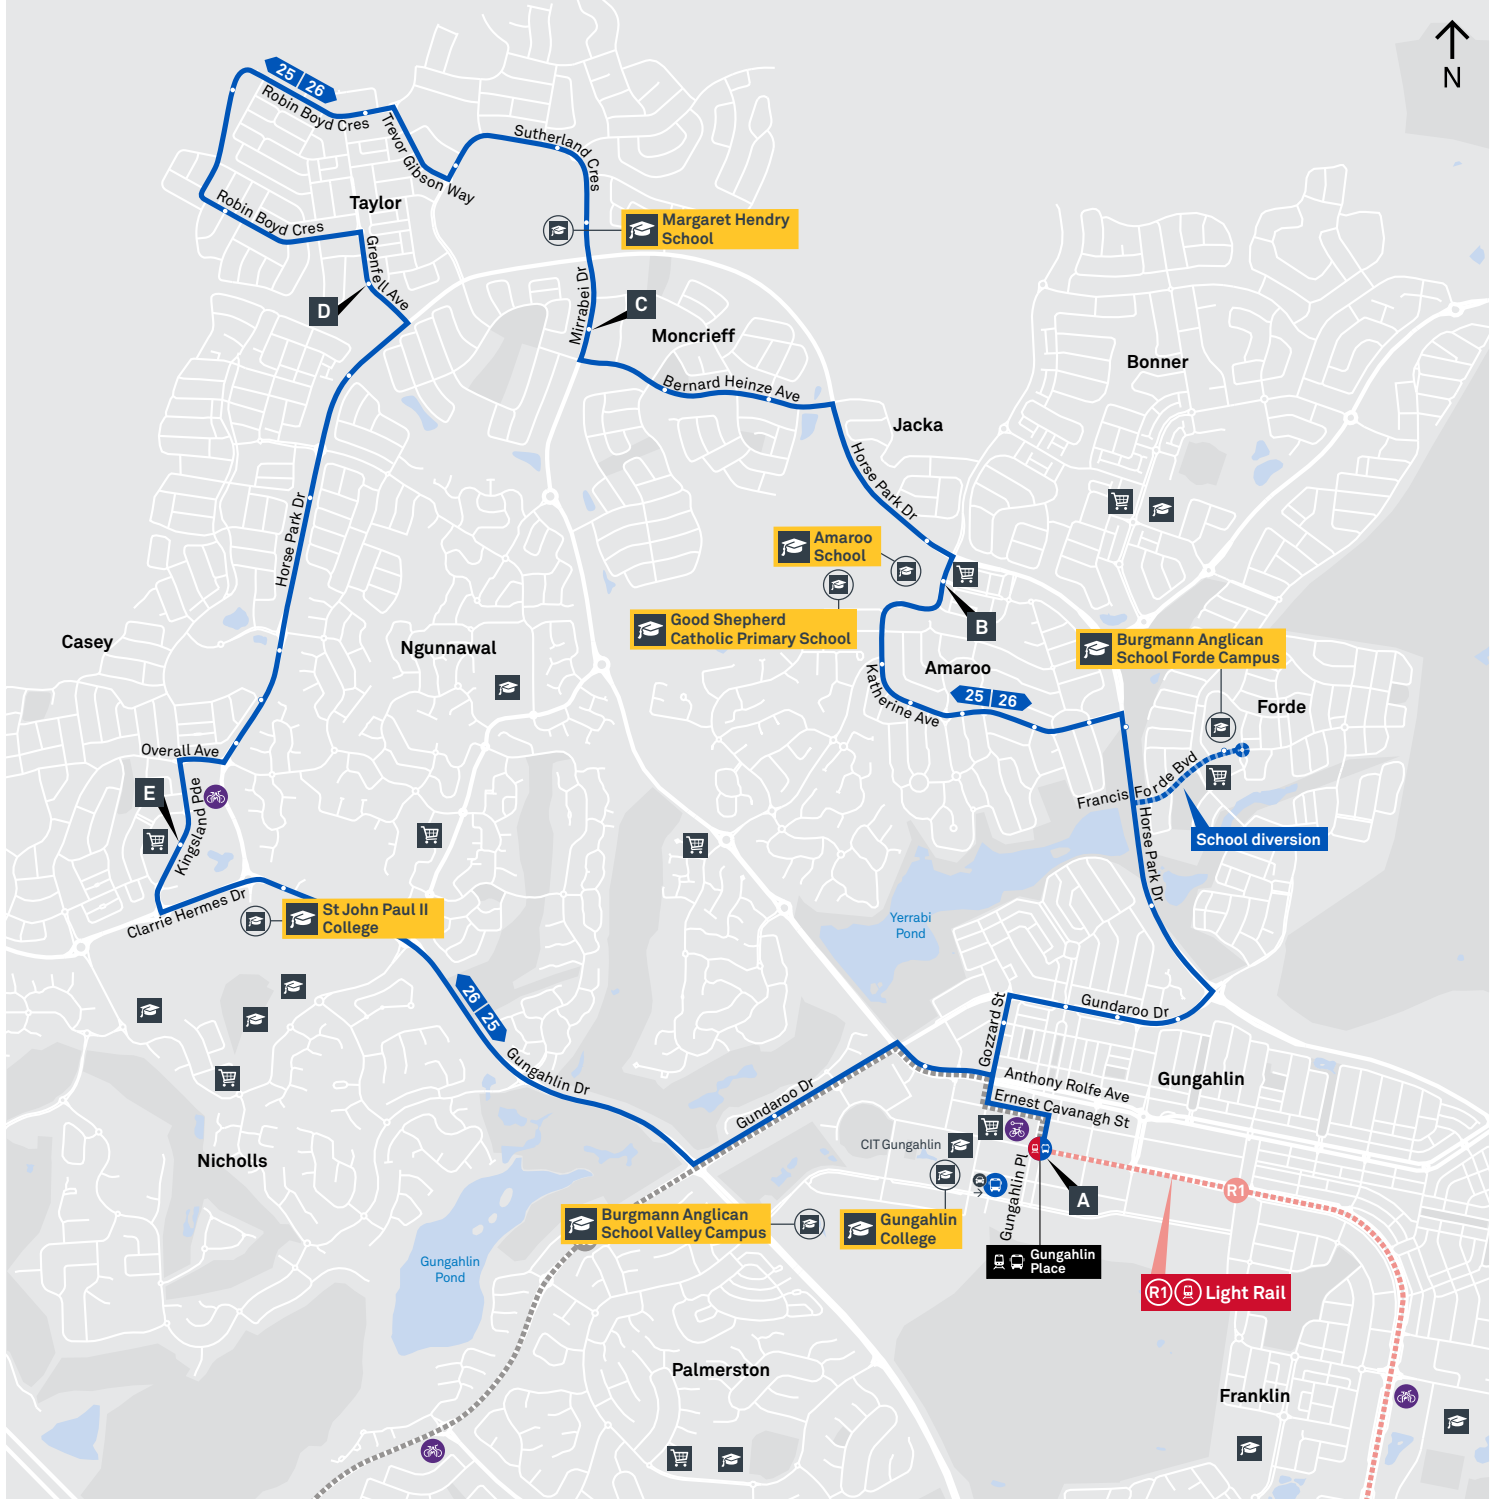 N
25 26
Robin Boyd Cres
Trevor Gibson Way
Sutherland Cres
Taylor
Robin Boyd Cres
Grenfell Ave
Margaret Hendry
School
D
C
Mirrabei Dr
Moncrieff
Bernard Heinze Ave
Bonner
Jacka
Horse Park Dr
Horse Park Dr
Amaroo
School
Good Shepherd
Catholic Primary School
B
Burgmann Anglican
School Forde Campus
Casey
Ngunnawal
Amaroo
Katherine Ave
25 26
Forde
Overall Ave
E
Kingsland Pde
Francis Forde Bvd
School diversion
Horse Park Dr
Clarrie Hermes Dr
St John Paul II
College
Yerrabi
Pond
26 25
Gungahlin Dr
Gozzard St
Gundaroo Dr
Gundaroo Dr
Anthony Rolfe Ave
Ernest Cavanagh St
Gungahlin
CIT Gungahlin
Nicholls
Gungahlin Pl
A
R1
Burgmann Anglican
School Valley Campus
Gungahlin
College
Gungahlin
Place
Gungahlin
Pond
R1 Light Rail
Palmerston
Franklin